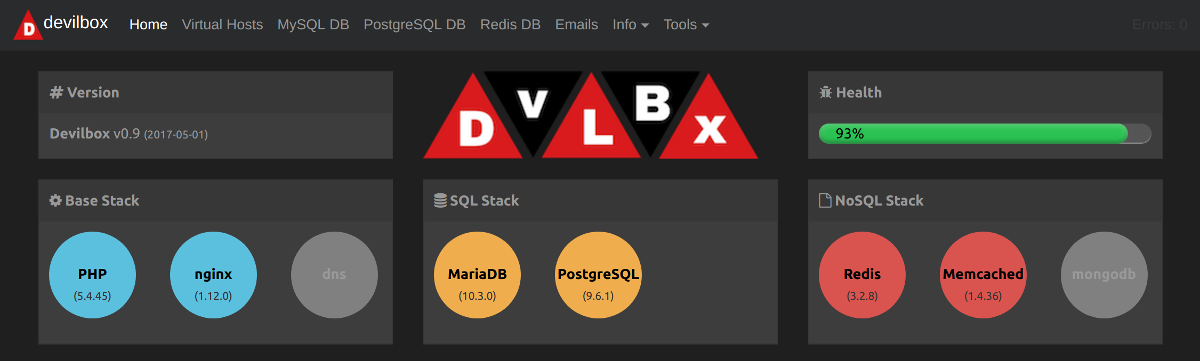 D devilbox Home Virtual Hosts MySQL DB PostgreSQL DB Redis DB Emails Info Tools Errors: 0
# Version
Devilbox v0.9 (2017-05-01)
D V L B X
Health
93%
Base Stack
PHP
(5.4.45)
nginx
(1.12.0)
dns
SQL Stack
MariaDB
(10.3.0)
PostgreSQL
(9.6.1)
NoSQL Stack
Redis
(3.2.8)
Memcached
(1.4.36)
mongodb